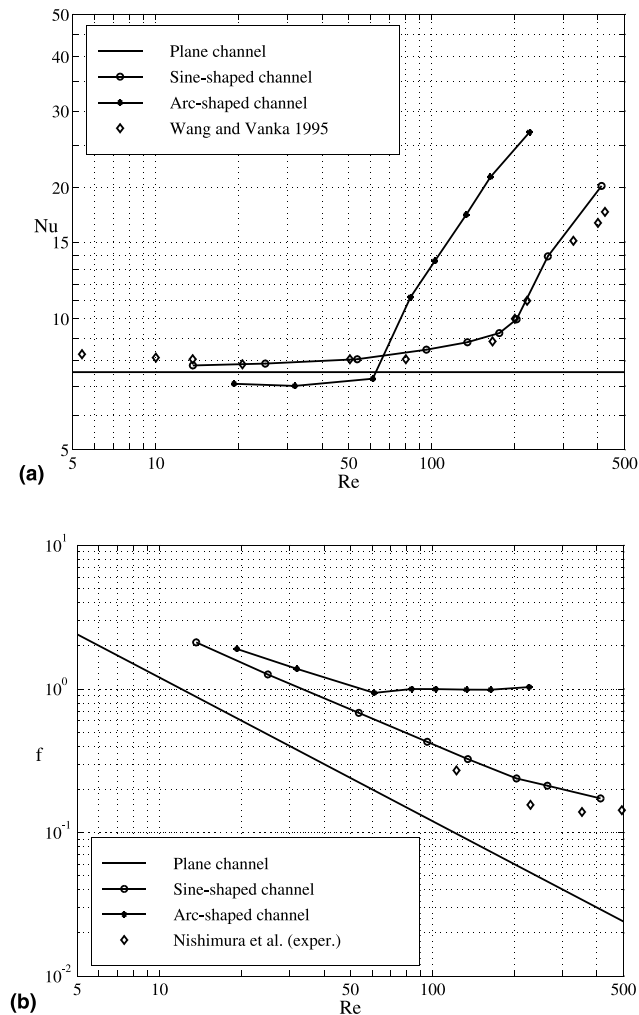 50
30
20
Nu
15
10
5
5
10
50
100
500
Re
(a)
Plane channel
Sine-shaped channel
Arc-shaped channel
Wang and Vanka 1995
10^1
10^0
f
10^-1
10^-2
5
10
50
100
500
Re
(b)
Plane channel
Sine-shaped channel
Arc-shaped channel
Nishimura et al. (exper.)